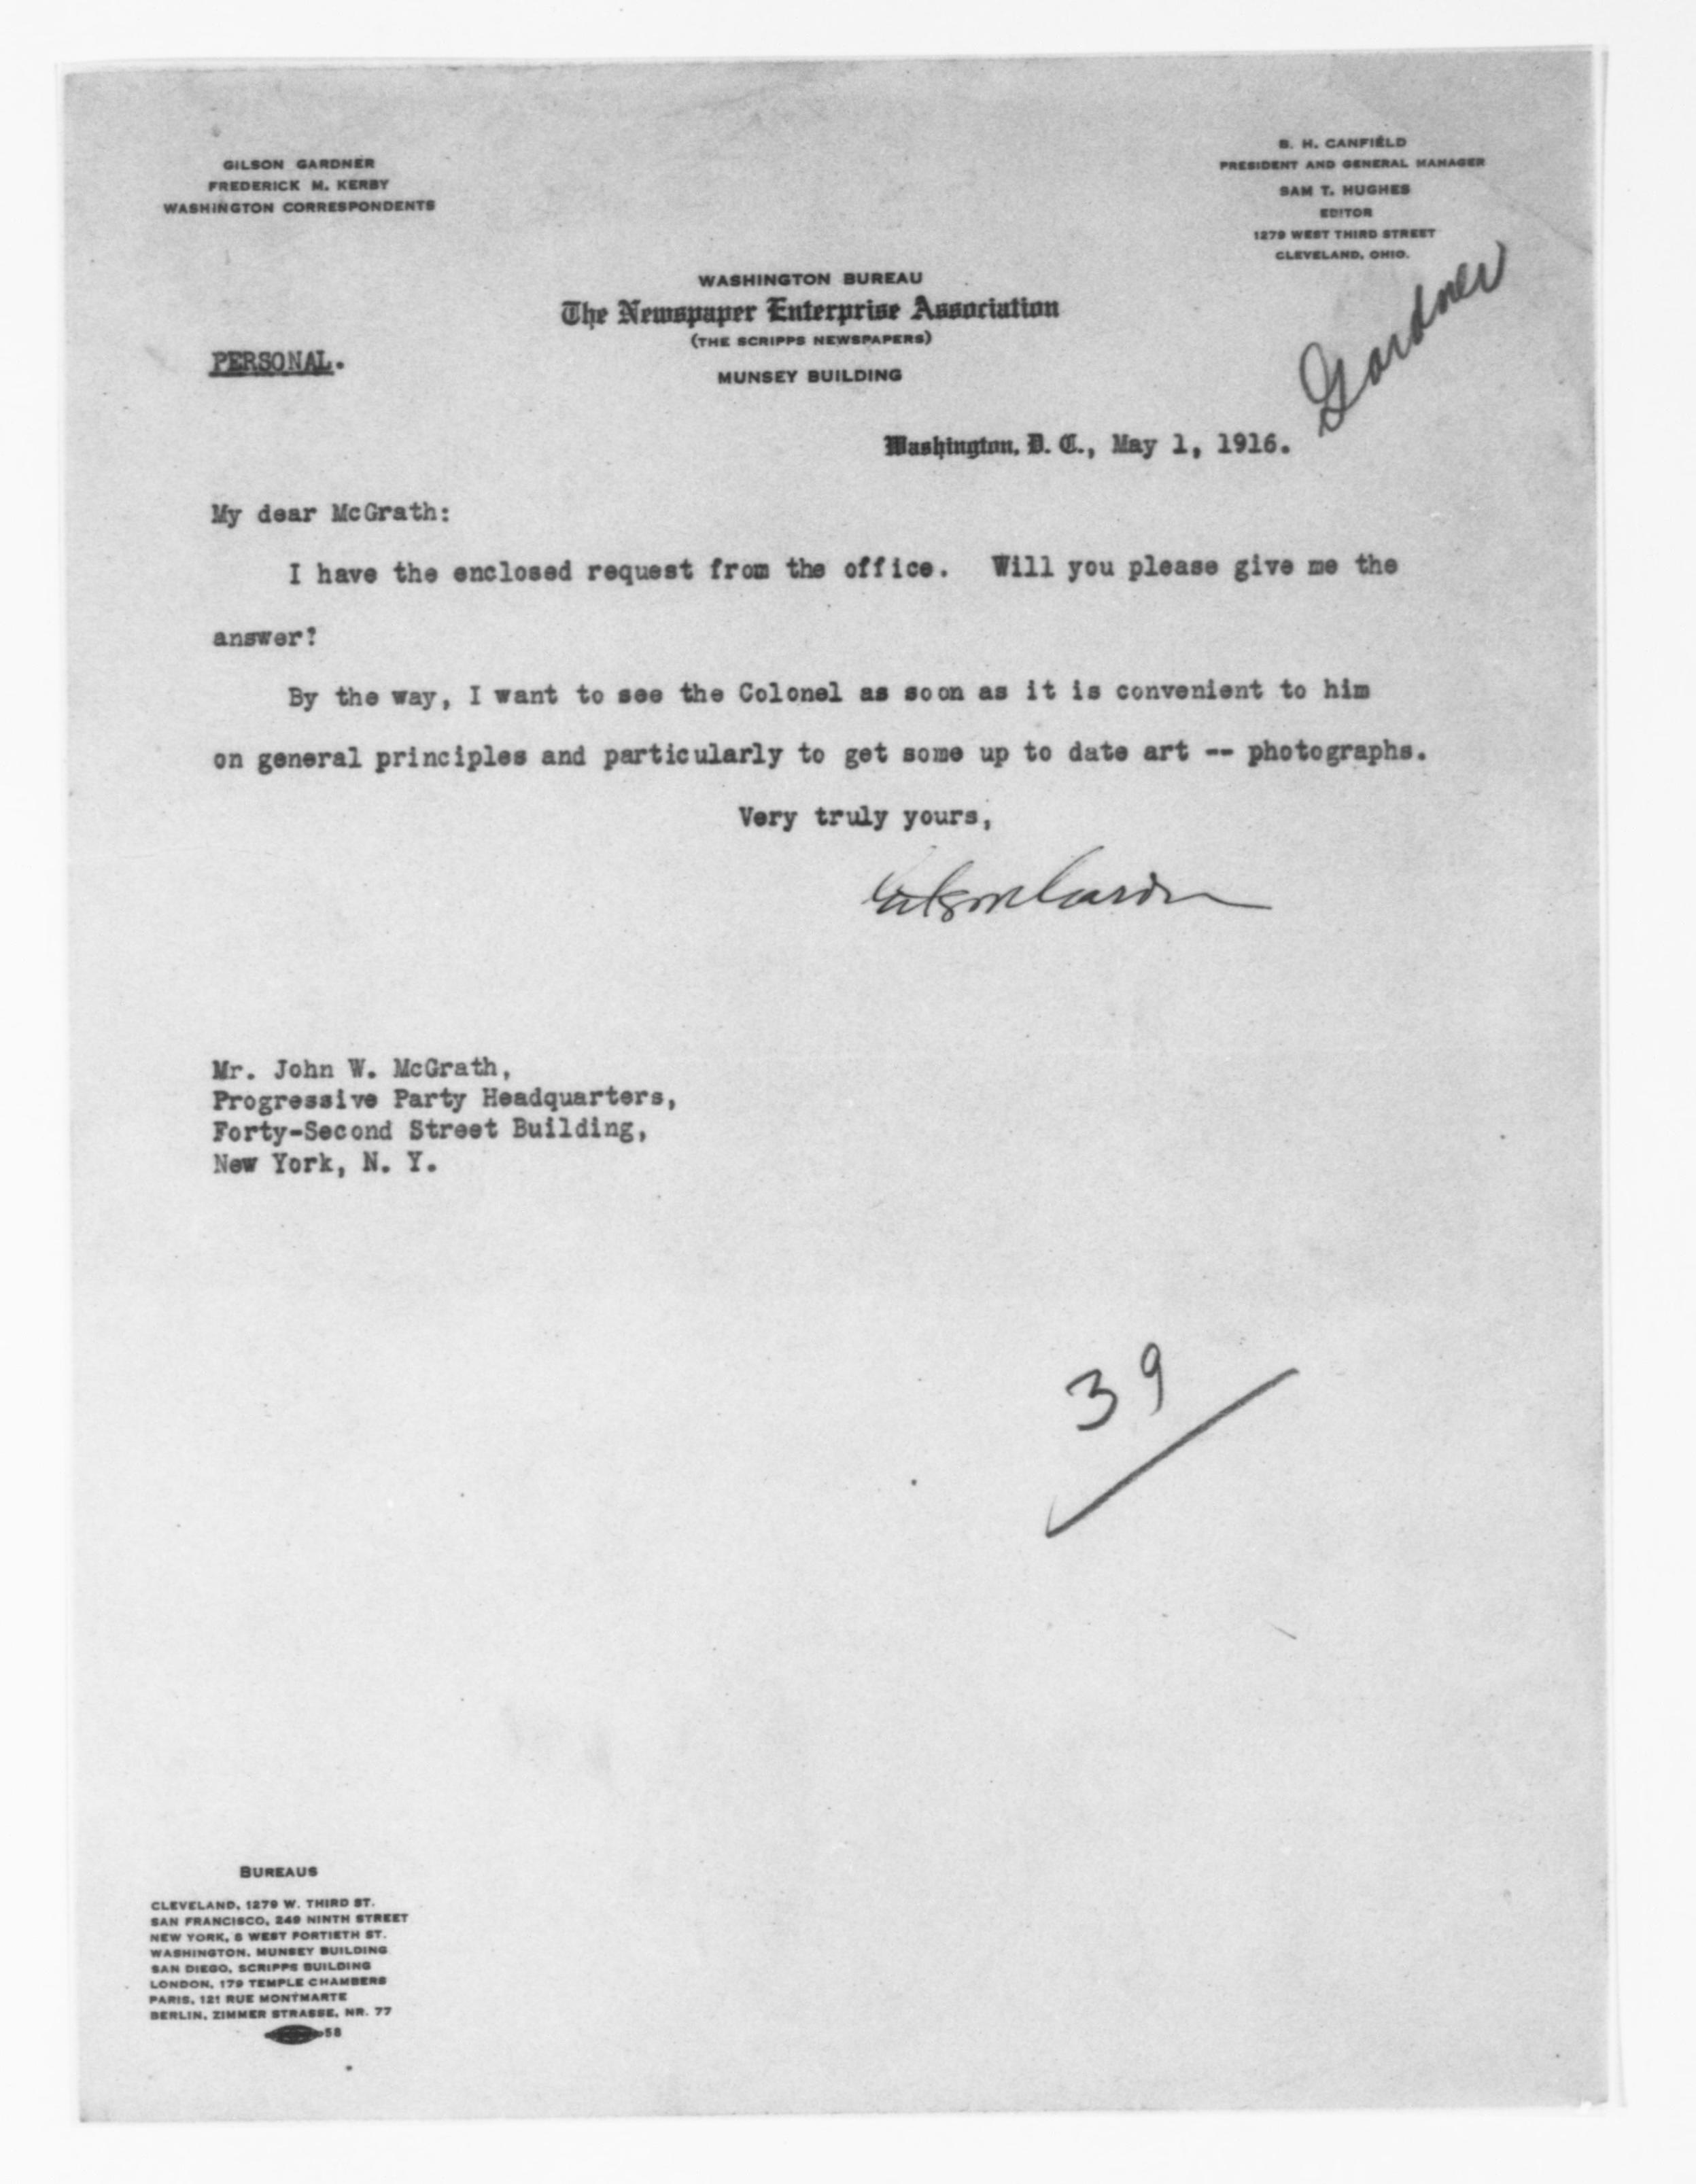 GILSON GARDNER
FREDERICK M. KERBY
WASHINGTON CORRESPONDENTS
B. H. CANFIELD
PRESIDENT AND GENERAL MANAGER
SAM T. HUGHES
EDITOR
1279 WEST THIRD STREET
CLEVELAND, OHIO.
Gardner
WASHINGTON BUREAU
The Newspaper Enterprise Association
(THE SCRIPPS NEWSPAPERS)
MUNSEY BUILDING
PERSONAL.
Washington, D. C., May 1, 1916.
My dear McGrath:
I have the enclosed request from the office. Will you please give me the
answer?
By the way, I want to see the Colonel as soon as it is convenient to him
on general principles and particularly to get some up to date art -- photographs.
Very truly yours,
Gilson Gardner
Mr. John W. McGrath,
Progressive Party Headquarters,
Forty-Second Street Building,
New York, N. Y.
39
BUREAUS
CLEVELAND, 1279 W. THIRD ST.
SAN FRANCISCO, 249 NINTH STREET
NEW YORK, 8 WEST FORTIETH ST.
WASHINGTON, MUNSEY BUILDING
SAN DIEGO, SCRIPPS BUILDING
LONDON, 179 TEMPLE CHAMBERS
PARIS, 121 RUE MONTMARTE
BERLIN, ZIMMER STRASSE, NR. 77
58